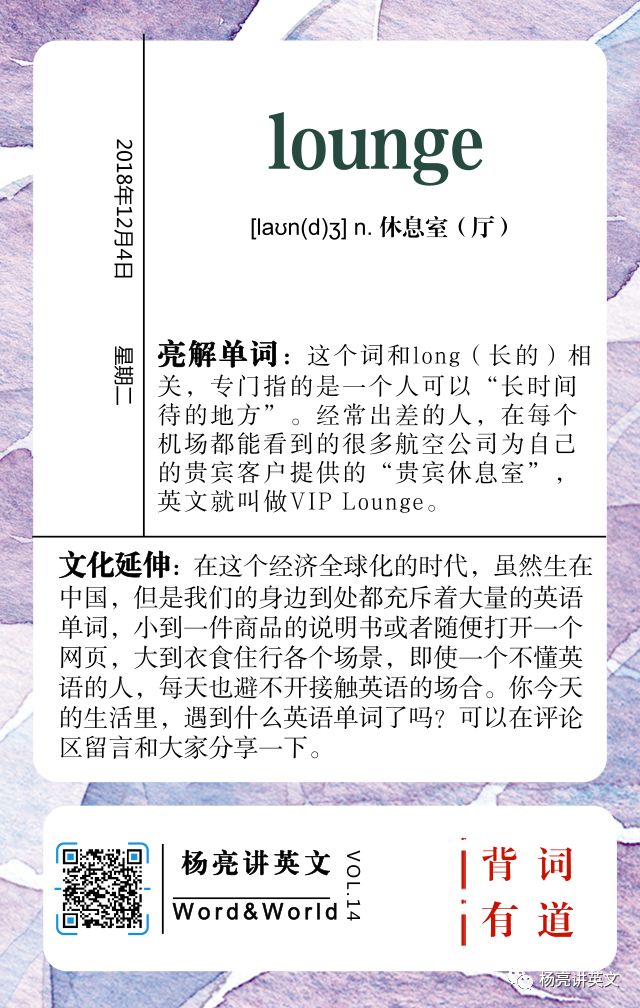 lounge
[laʊn(d)ʒ] n. 休息室（厅）
2018年12月4日
星期二
亮解单词：这个词和long（长的）相
关，专门指的是一个人可以“长时间
待的地方”。经常出差的人，在每个
机场都能看到的很多航空公司为自己
的贵宾客户提供的“贵宾休息室”，
英文就叫做VIP Lounge。
文化延伸：在这个经济全球化的时代，虽然生在
中国，但是我们的身边到处都充斥着大量的英语
单词，小到一件商品的说明书或者随便打开一个
网页，大到衣食住行各个场景，即使一个不懂英
语的人，每天也避不开接触英语的场合。你今天
的生活里，遇到什么英语单词了吗？可以在评论
区留言和大家分享一下。
杨亮讲英文
Word&World
VOL.14
背词
有道
杨亮讲英文